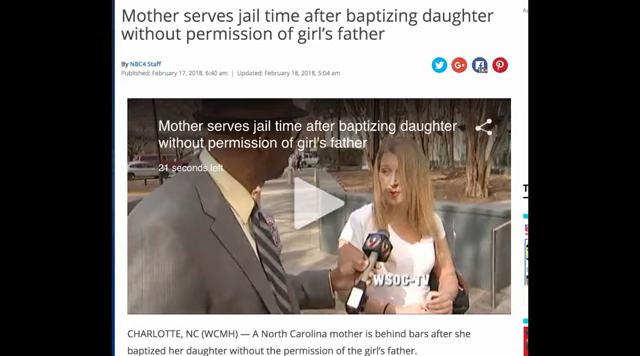 Mother serves jail time after baptizing daughter
without permission of girl's father
By NBC4 Staff
Published: February 17, 2018, 6:40 am | Updated: February 18, 2018, 5:04 am
Mother serves jail time after baptizing daughter
without permission of girl's father
21 seconds left
WSOC-TV
CHARLOTTE, NC (WCMH) — A North Carolina mother is behind bars after she
baptized her daughter without the permission of the girl's father.